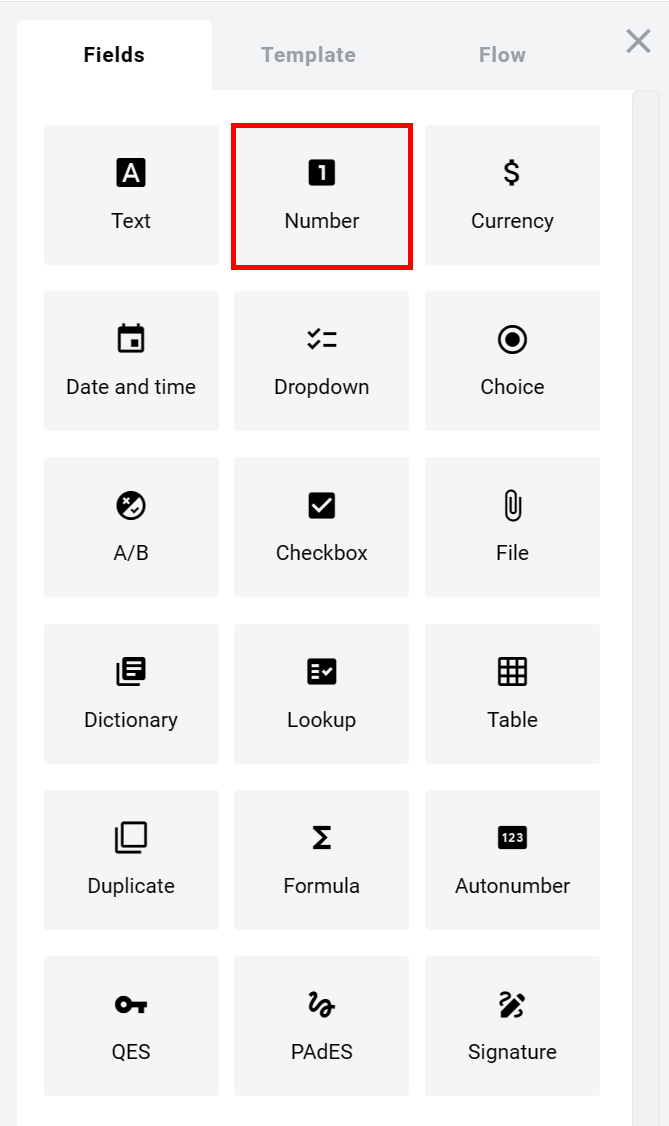 Fields Template Flow
A 1 $
Text Number Currency
Date and time Dropdown Choice
A/B Checkbox File
Dictionary Lookup Table
123
Duplicate Formula Autonumber
QES PAdES Signature